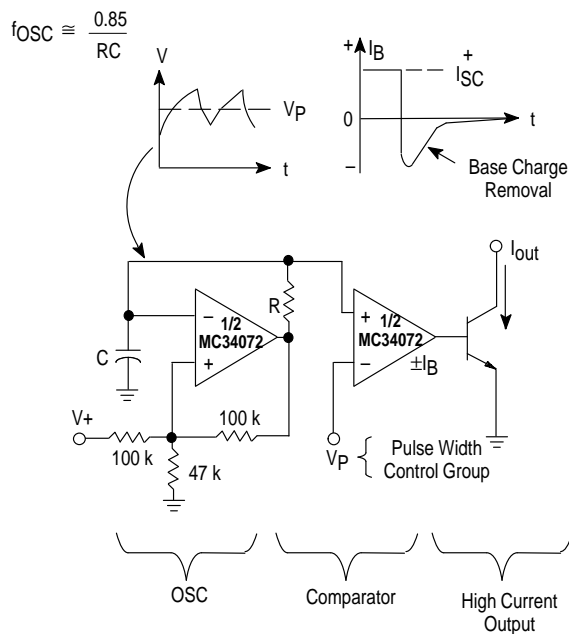 fOSC ≅ 0.85
RC
V
VP
t
+ IB
+
ISC
0
t
−
Base Charge
Removal
Iout
R
−
1/2
MC34072
+
C
+
1/2
MC34072
−
±IB
V+
100 k
100 k
47 k
VP
Pulse Width
Control Group
OSC
Comparator
High Current
Output